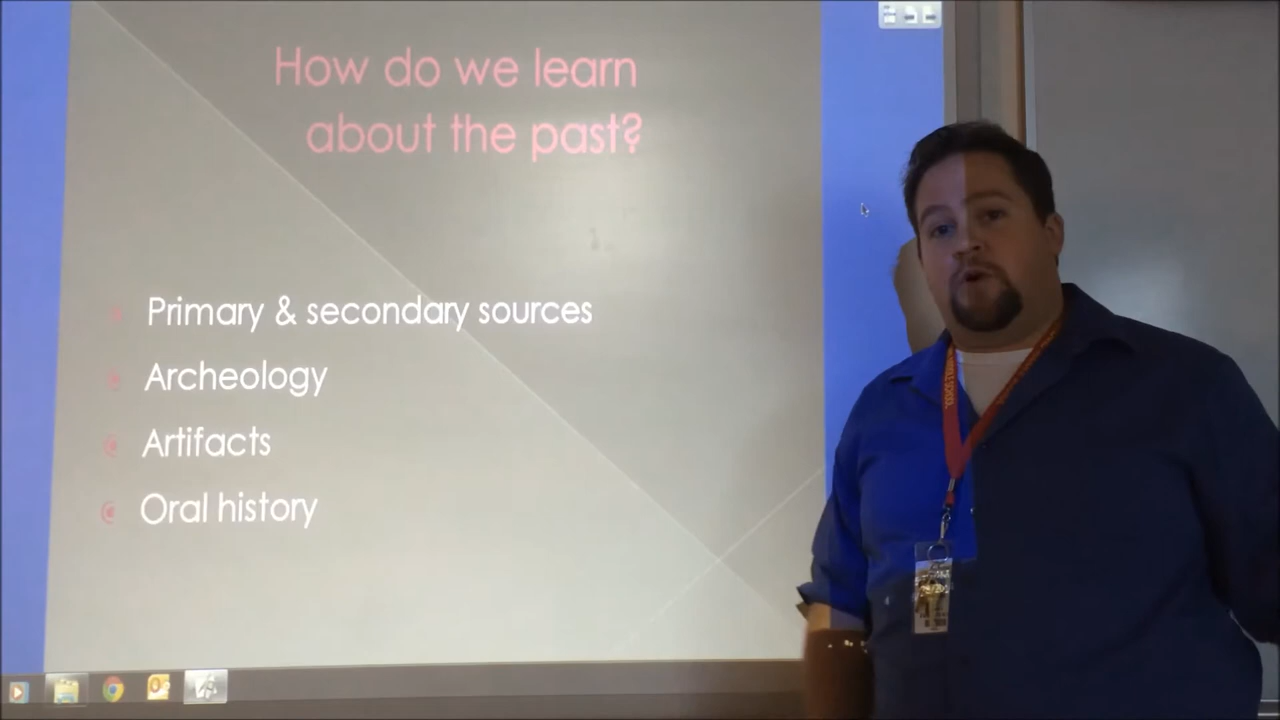 How do we learn
about the past?
Primary & secondary sources
Archeology
Artifacts
Oral history